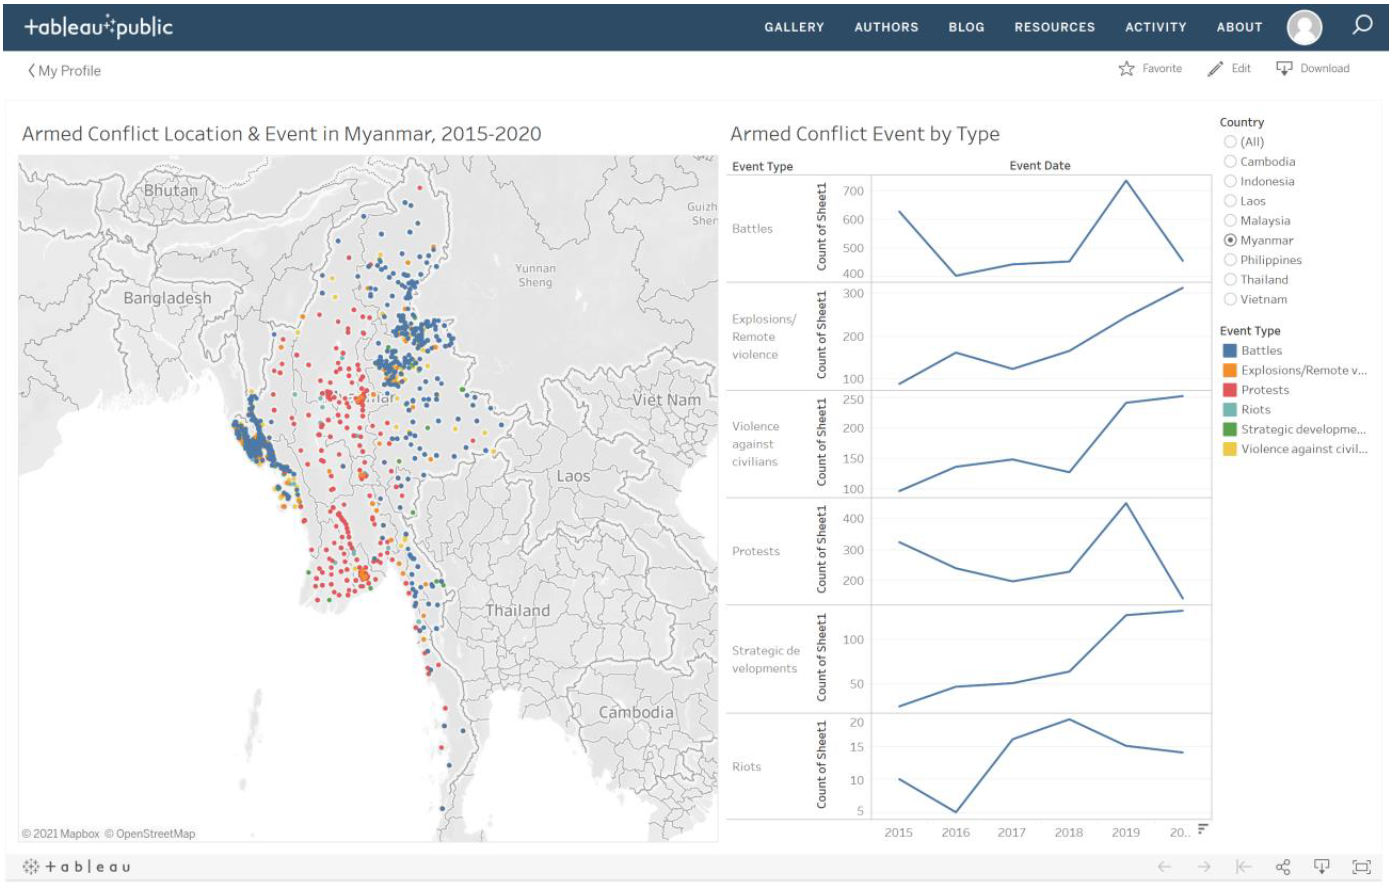 +ableau public
GALLERY AUTHORS BLOG RESOURCES ACTIVITY ABOUT
My Profile
Favorite Edit Download
Armed Conflict Location & Event in Myanmar, 2015-2020
Bhutan
Guizh
Shen
Yunnan
Sheng
Bangladesh
Viet Nam
Laos
Thailand
Cambodia
© 2021 Mapbox © OpenStreetMap
Armed Conflict Event by Type
Event Type Event Date
Battles
Count of Sheet1
700
600
500
400
Explosions/
Remote
violence
Count of Sheet1
300
200
100
Violence
against
civilians
Count of Sheet1
250
200
150
100
Protests
Count of Sheet1
400
300
200
Strategic de
velopments
Count of Sheet1
100
50
Riots
Count of Sheet1
20
15
10
5
2015 2016 2017 2018 2019 20..
Country
(All)
Cambodia
Indonesia
Laos
Malaysia
Myanmar
Philippines
Thailand
Vietnam
Event Type
Battles
Explosions/Remote v...
Protests
Riots
Strategic developme...
Violence against civil...
+ableau